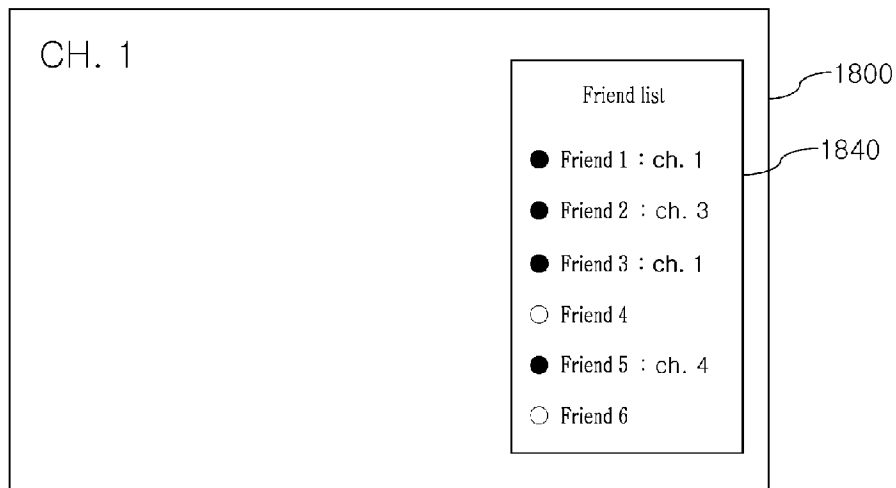 CH. 1
1800
Friend list
1840
Friend 1 : ch. 1
Friend 2 : ch. 3
Friend 3 : ch. 1
Friend 4
Friend 5 : ch. 4
Friend 6